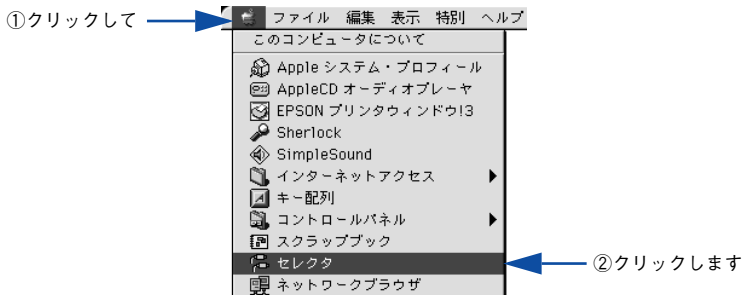 ①クリックして
ファイル 編集 表示 特別 ヘルプ
このコンピュータについて
Apple システム・プロフィール
AppleCD オーディオプレーヤ
EPSON プリンタウィンドウ!3
Sherlock
SimpleSound
インターネットアクセス
キー配列
コントロールパネル
スクラップブック
セレクタ
②クリックします
ネットワークブラウザ